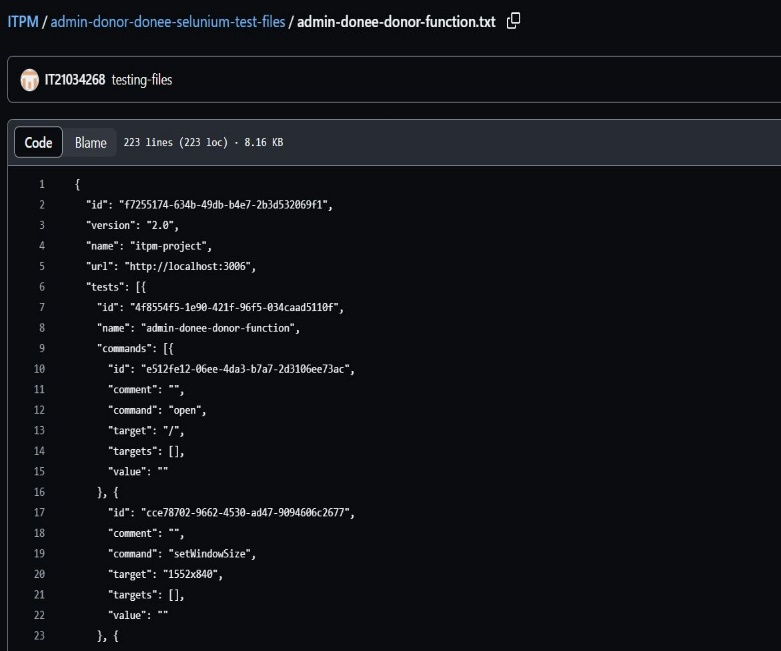 ITPM / admin-donor-donee-selunium-test-files / admin-donee-donor-function.txt
IT21034268 testing-files
Code Blame 223 lines (223 loc) · 8.16 KB
1 {
2 "id": "f7255174-634b-49db-b4e7-2b3d532069f1",
3 "version": "2.0",
4 "name": "itpm-project",
5 "url": "http://localhost:3006",
6 "tests": [{
7 "id": "4f8554f5-1e90-421f-96f5-034caad5110f",
8 "name": "admin-donee-donor-function",
9 "commands": [{
10 "id": "e512fe12-06ee-4da3-b7a7-2d3106ee73ac",
11 "comment": "",
12 "command": "open",
13 "target": "/",
14 "targets": [],
15 "value": ""
16 }, {
17 "id": "cce78702-9662-4530-ad47-9094606c2677",
18 "comment": "",
19 "command": "setWindowSize",
20 "target": "1552x840",
21 "targets": [],
22 "value": ""
23 }, {